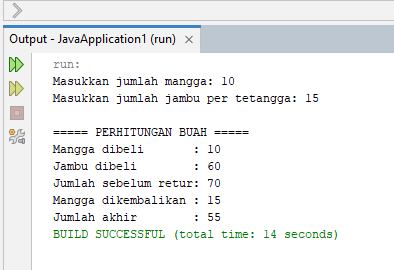 Output - JavaApplication1 (run)
run:
Masukkan jumlah mangga: 10
Masukkan jumlah jambu per tetangga: 15
===== PERHITUNGAN BUAH =====
Mangga dibeli       : 10
Jambu dibeli        : 60
Jumlah sebelum retur: 70
Mangga dikembalikan : 15
Jumlah akhir        : 55
BUILD SUCCESSFUL (total time: 14 seconds)